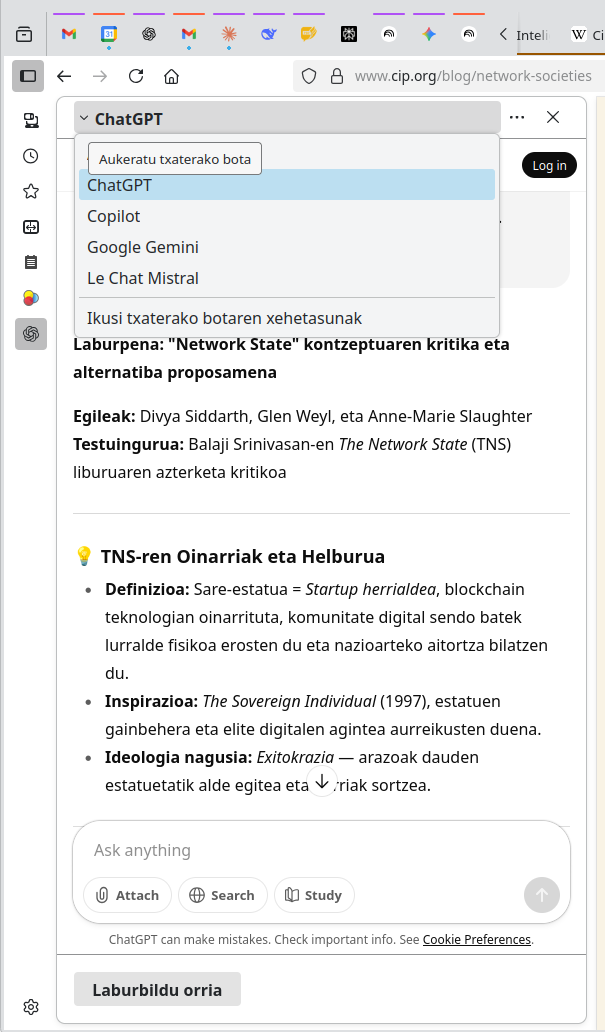 Inteli
W Ci
www.cip.org/blog/network-societies
ChatGPT
Aukeratu txaterako bota
Log in
ChatGPT
Copilot
Google Gemini
Le Chat Mistral
Ikusi txaterako botaren xehetasunak
Laburpena: "Network State" kontzeptuaren kritika eta
alternatiba proposamena
Egileak: Divya Siddarth, Glen Weyl, eta Anne-Marie Slaughter
Testuingurua: Balaji Srinivasan-en The Network State (TNS)
liburuaren azterketa kritikoa
💡 TNS-ren Oinarriak eta Helburua
• Definizioa: Sare-estatua = Startup herrialdea, blockchain
teknologian oinarrituta, komunitate digital sendo batek
lurralde fisikoa erosten du eta nazioarteko aitortza bilatzen
du.
• Inspirazioa: The Sovereign Individual (1997), estatuen
gainbehera eta elite digitalen agintea aurreikusten duena.
• Ideologia nagusia: Exitokrazia — arazoak dauden
estatuetatik alde egitea eta rriak sortzea.
Ask anything
Attach Search Study
ChatGPT can make mistakes. Check important info. See Cookie Preferences.
Laburbildu orria